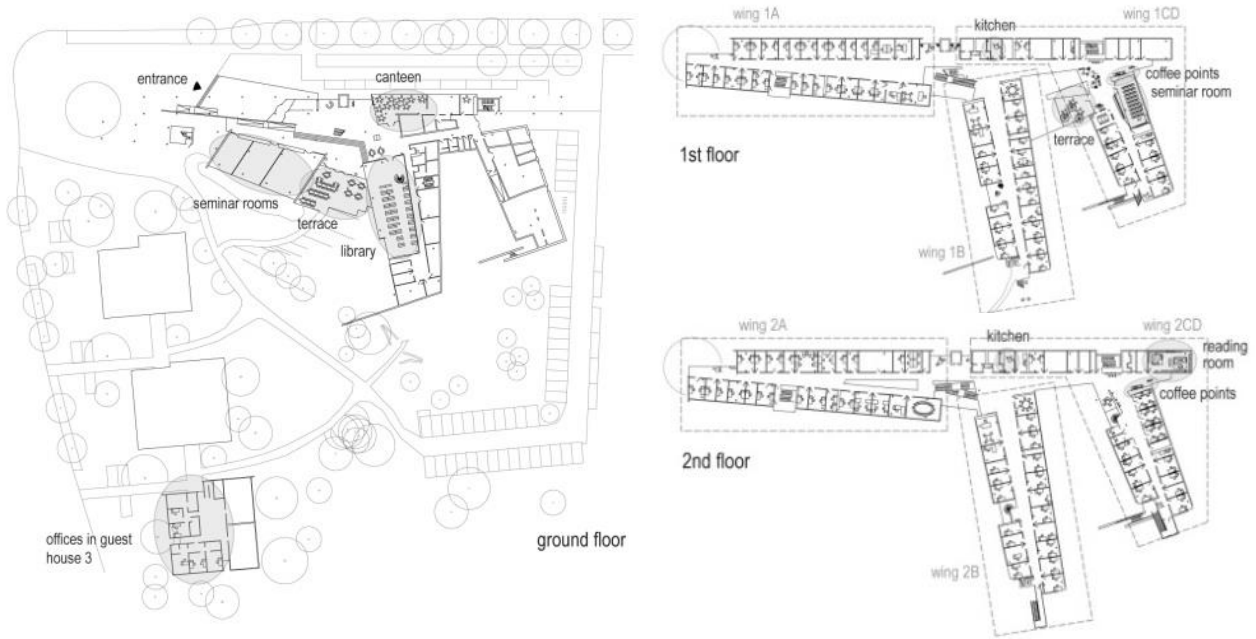 entrance
canteen
seminar rooms
terrace
library
offices in guest
house 3
ground floor
wing 1A
kitchen
wing 1CD
coffee points
seminar room
terrace
1st floor
wing 1B
wing 2A
kitchen
wing 2CD
reading
room
coffee points
2nd floor
wing 2B